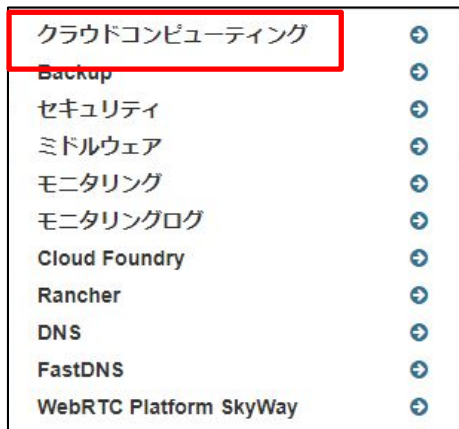 クラウドコンピューティング
Backup
セキュリティ
ミドルウェア
モニタリング
モニタリングログ
Cloud Foundry
Rancher
DNS
FastDNS
WebRTC Platform SkyWay